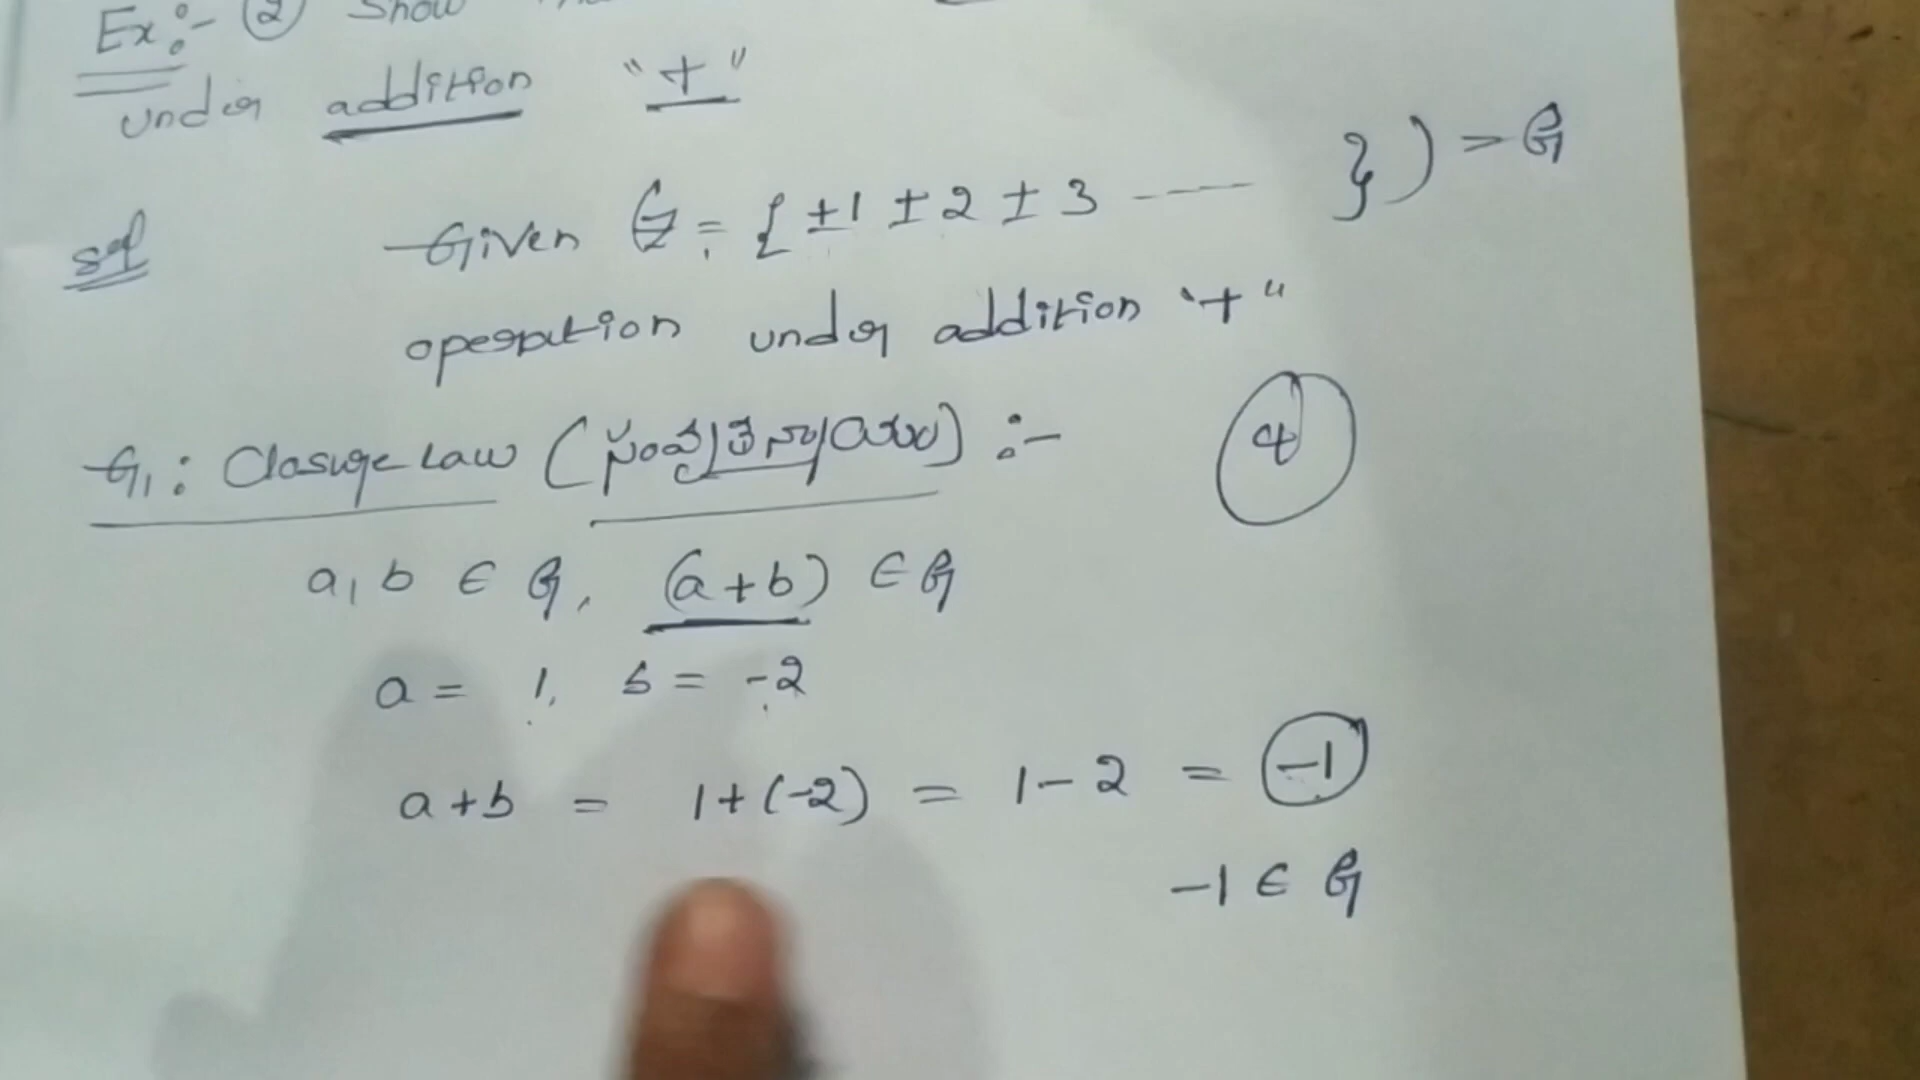 Ex:- ② Show
under addition "+"
Sol Given G = { ±1 ±2 ±3 ---- } ) = G
operation under addition "+"
G₁: Closure Law (సంవృత న్యాయం) :-
a, b ∈ G, (a+b) ∈ G
a = 1, b = -2
a+b = 1+(-2) = 1-2 = -1
-1 ∈ G